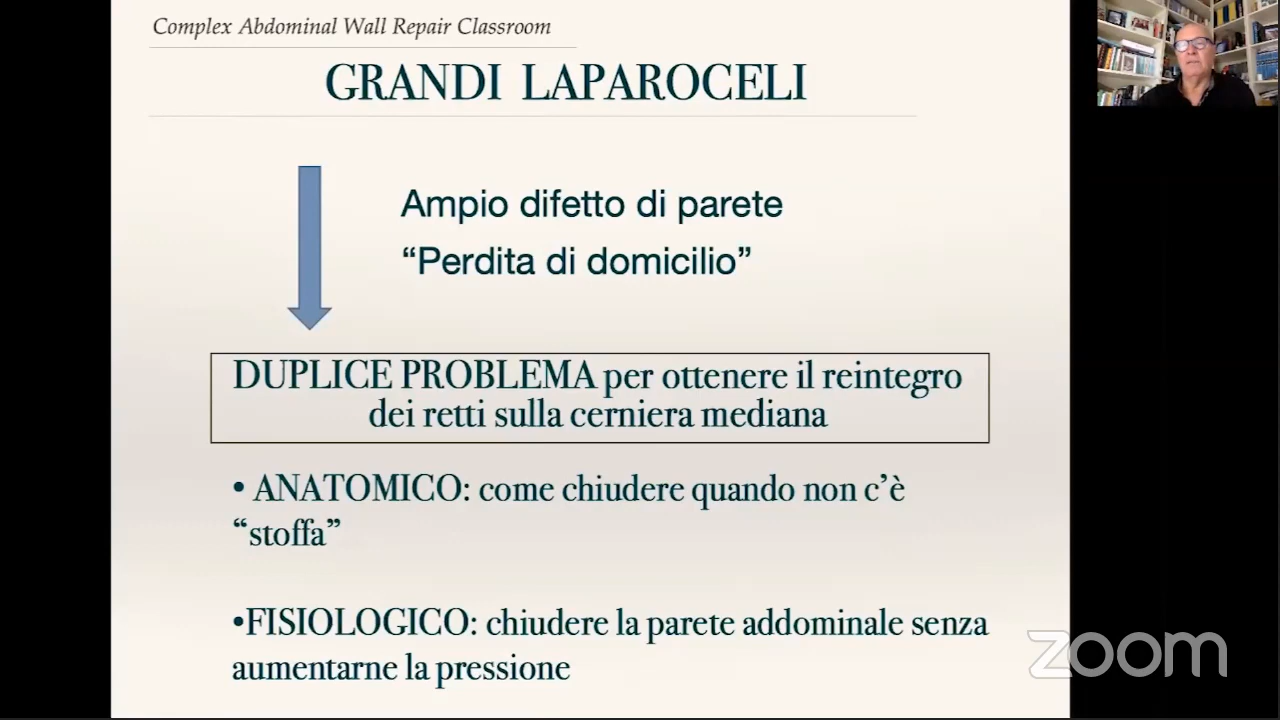 Complex Abdominal Wall Repair Classroom
GRANDI LAPAROCELI
Ampio difetto di parete
“Perdita di domicilio”
DUPLICE PROBLEMA per ottenere il reintegro
dei retti sulla cerniera mediana
• ANATOMICO: come chiudere quando non c’è
“stoffa”
•FISIOLOGICO: chiudere la parete addominale senza
aumentarne la pressione
zoom